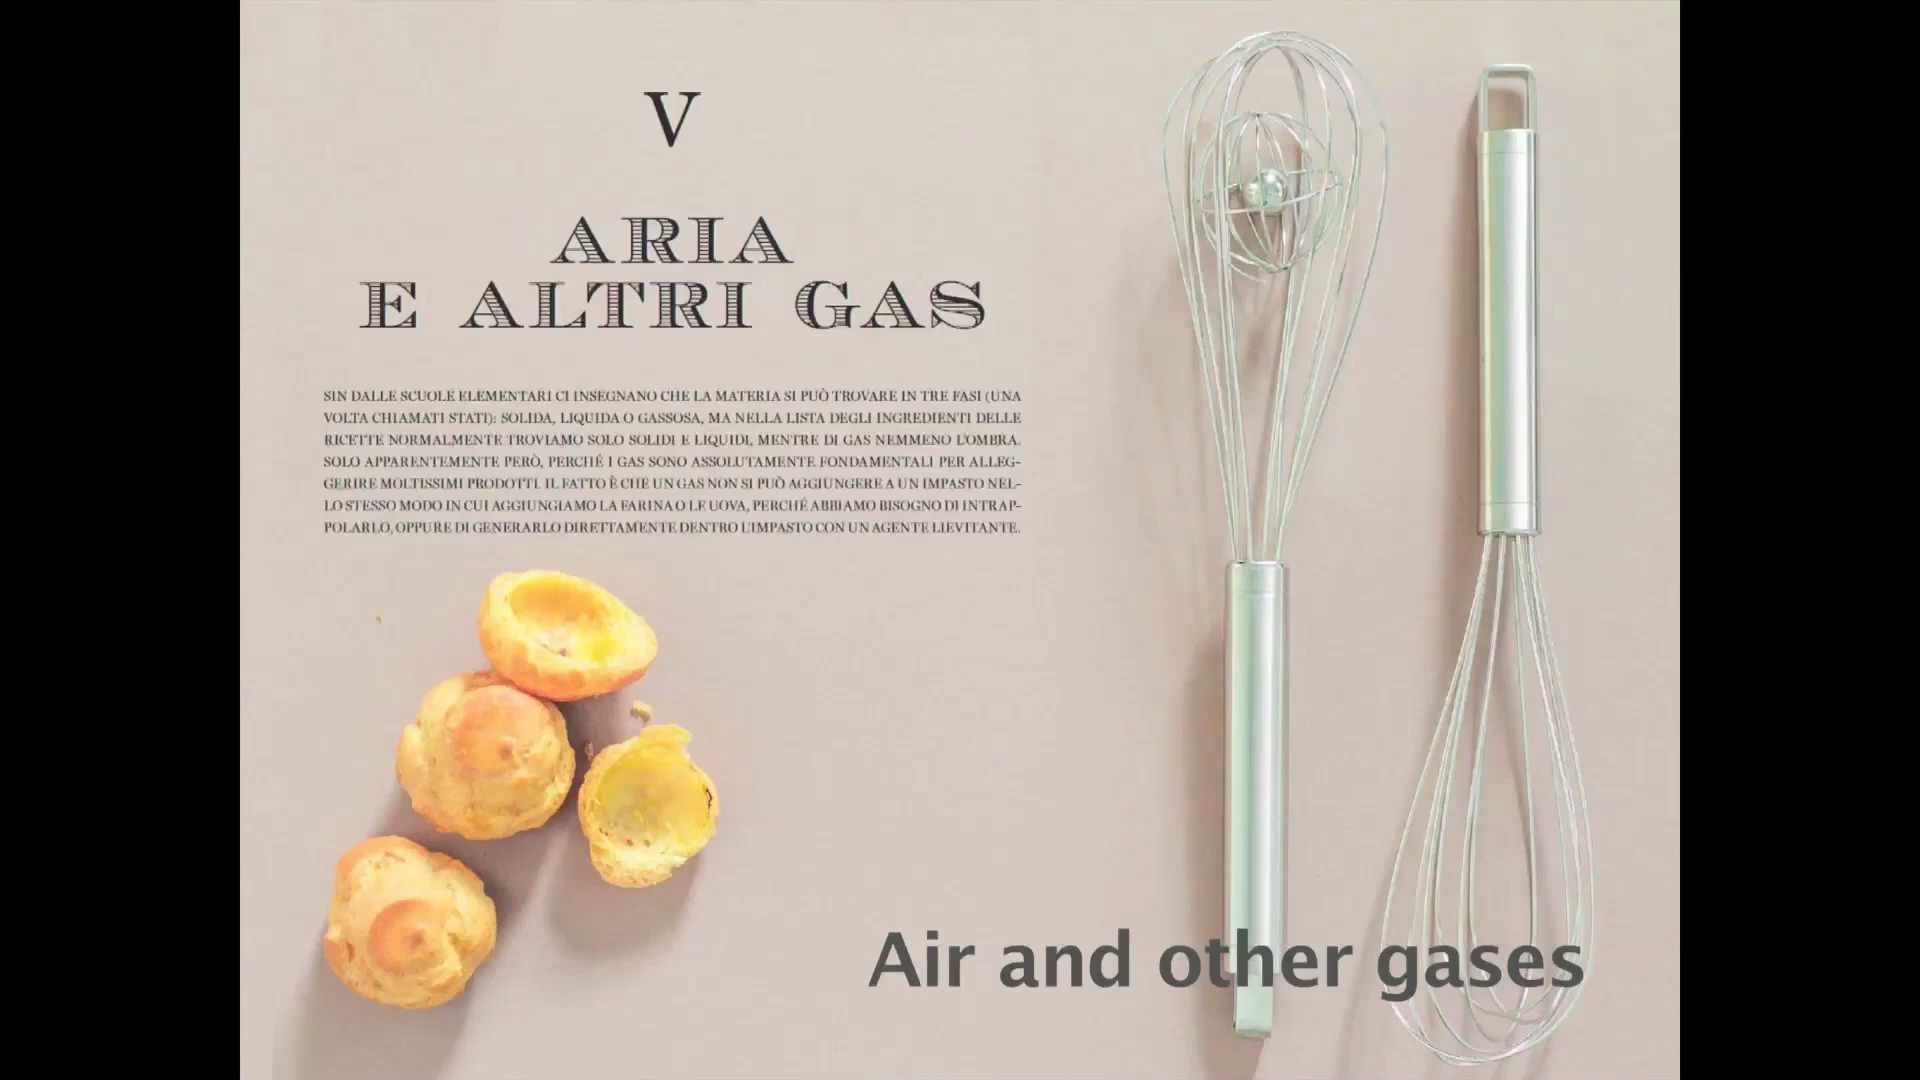 V
ARIA
E ALTRI GAS
SIN DALLE SCUOLE ELEMENTARI CI INSEGNANO CHE LA MATERIA SI PUÒ TROVARE IN TRE FASI (UNA
VOLTA CHIAMATI STATI): SOLIDA, LIQUIDA O GASSOSA, MA NELLA LISTA DEGLI INGREDIENTI DELLE
RICETTE NORMALMENTE TROVIAMO SOLO SOLIDI E LIQUIDI, MENTRE DI GAS NEMMENO L'OMBRA.
SOLO APPARENTEMENTE PERÒ, PERCHÉ I GAS SONO ASSOLUTAMENTE FONDAMENTALI PER ALLEG-
GERIRE MOLTISSIMI PRODOTTI. IL FATTO È CHE UN GAS NON SI PUÒ AGGIUNGERE A UN IMPASTO NEL-
LO STESSO MODO IN CUI AGGIUNGIAMO LA FARINA O LE UOVA, PERCHÉ ABBIAMO BISOGNO DI INTRAP-
POLARLO, OPPURE DI GENERARLO DIRETTAMENTE DENTRO L'IMPASTO CON UN AGENTE LIEVITANTE.
Air and other gases